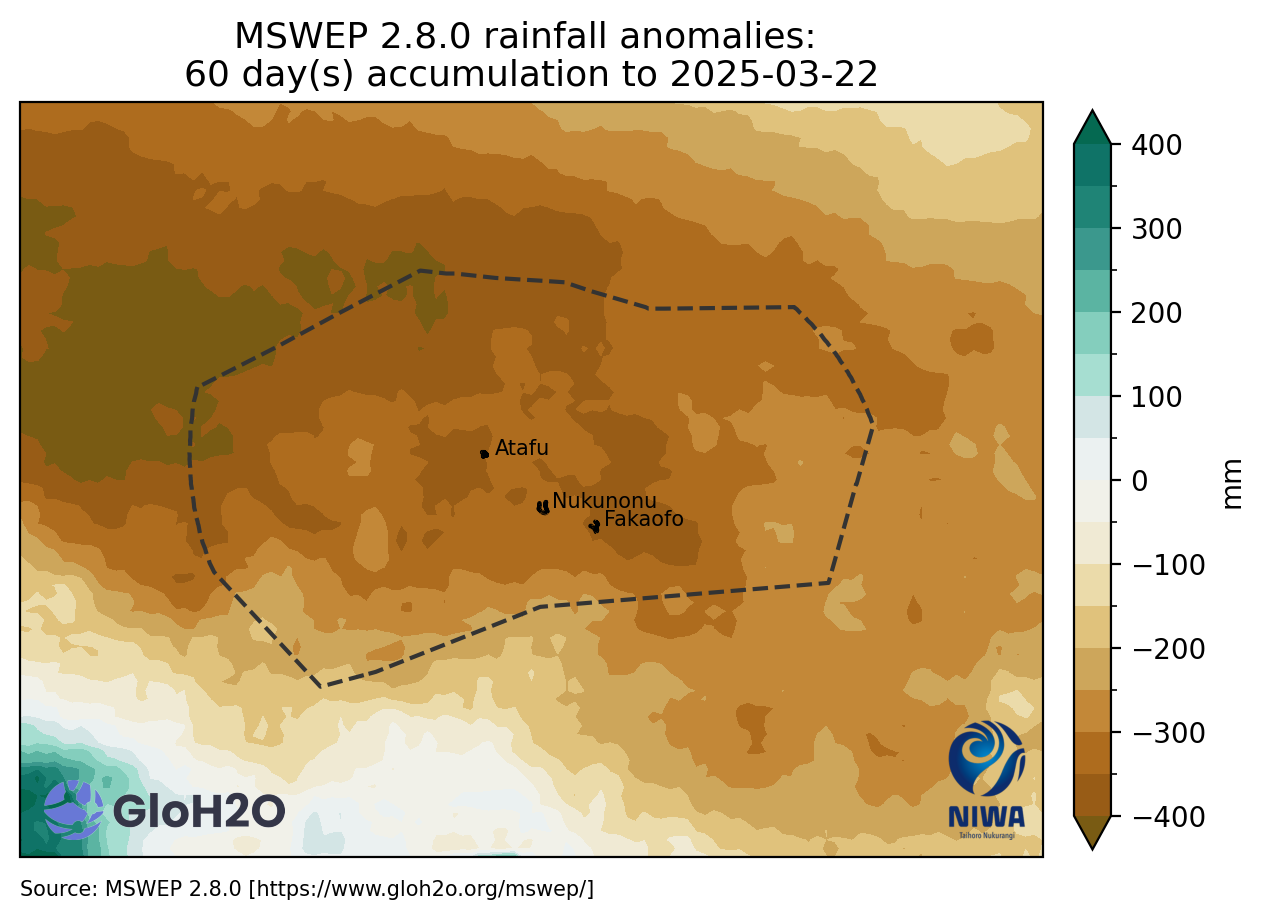 MSWEP 2.8.0 rainfall anomalies:
60 day(s) accumulation to 2025-03-22
400
300
200
100
0
−100
−200
−300
−400
mm
Atafu
Nukunonu
Fakaofo
GloH2O
NIWA
Taihoro Nukurangi
Source: MSWEP 2.8.0 [https://www.gloh2o.org/mswep/]